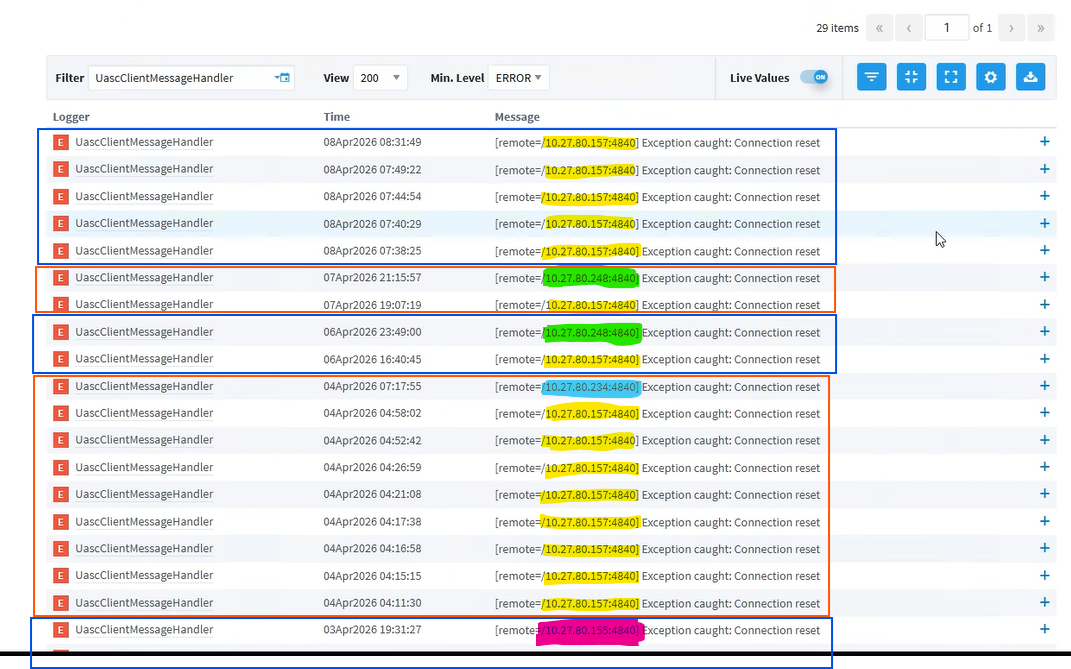 29 items « ‹ 1 of 1 › »
Filter UascClientMessageHandler View 200 Min. Level ERROR Live Values ON
Logger Time Message
E UascClientMessageHandler 08Apr2026 08:31:49 [remote=/10.27.80.157:4840] Exception caught: Connection reset +
E UascClientMessageHandler 08Apr2026 07:49:22 [remote=/10.27.80.157:4840] Exception caught: Connection reset +
E UascClientMessageHandler 08Apr2026 07:44:54 [remote=/10.27.80.157:4840] Exception caught: Connection reset +
E UascClientMessageHandler 08Apr2026 07:40:29 [remote=/10.27.80.157:4840] Exception caught: Connection reset +
E UascClientMessageHandler 08Apr2026 07:38:25 [remote=/10.27.80.157:4840] Exception caught: Connection reset +
E UascClientMessageHandler 07Apr2026 21:15:57 [remote=/10.27.80.248:4840] Exception caught: Connection reset +
E UascClientMessageHandler 07Apr2026 19:07:19 [remote=/10.27.80.157:4840] Exception caught: Connection reset +
E UascClientMessageHandler 06Apr2026 23:49:00 [remote=/10.27.80.248:4840] Exception caught: Connection reset +
E UascClientMessageHandler 06Apr2026 16:40:45 [remote=/10.27.80.157:4840] Exception caught: Connection reset +
E UascClientMessageHandler 04Apr2026 07:17:55 [remote=/10.27.80.234:4840] Exception caught: Connection reset +
E UascClientMessageHandler 04Apr2026 04:58:02 [remote=/10.27.80.157:4840] Exception caught: Connection reset +
E UascClientMessageHandler 04Apr2026 04:52:42 [remote=/10.27.80.157:4840] Exception caught: Connection reset +
E UascClientMessageHandler 04Apr2026 04:26:59 [remote=/10.27.80.157:4840] Exception caught: Connection reset +
E UascClientMessageHandler 04Apr2026 04:21:08 [remote=/10.27.80.157:4840] Exception caught: Connection reset +
E UascClientMessageHandler 04Apr2026 04:17:38 [remote=/10.27.80.157:4840] Exception caught: Connection reset +
E UascClientMessageHandler 04Apr2026 04:16:58 [remote=/10.27.80.157:4840] Exception caught: Connection reset +
E UascClientMessageHandler 04Apr2026 04:15:15 [remote=/10.27.80.157:4840] Exception caught: Connection reset +
E UascClientMessageHandler 04Apr2026 04:11:30 [remote=/10.27.80.157:4840] Exception caught: Connection reset +
E UascClientMessageHandler 03Apr2026 19:31:27 [remote=/10.27.80.155:4840] Exception caught: Connection reset +